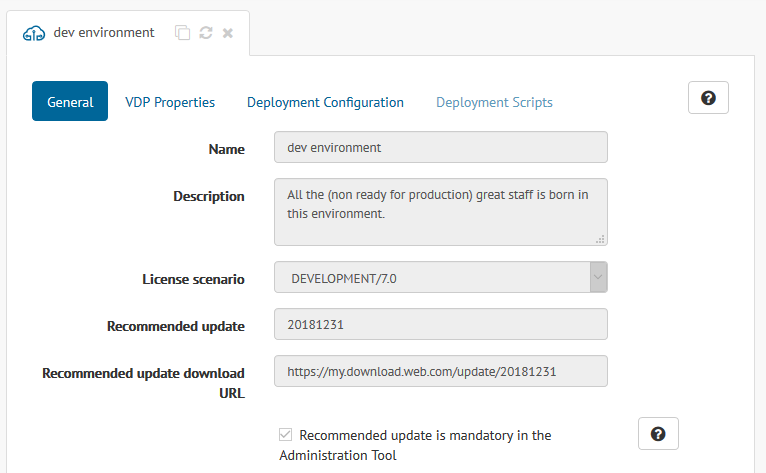 dev environment
General
VDP Properties
Deployment Configuration
Deployment Scripts
Name
dev environment
Description
All the (non ready for production) great staff is born in
this environment.
License scenario
DEVELOPMENT/7.0
Recommended update
20181231
Recommended update download
URL
https://my.download.web.com/update/20181231
Recommended update is mandatory in the
Administration Tool